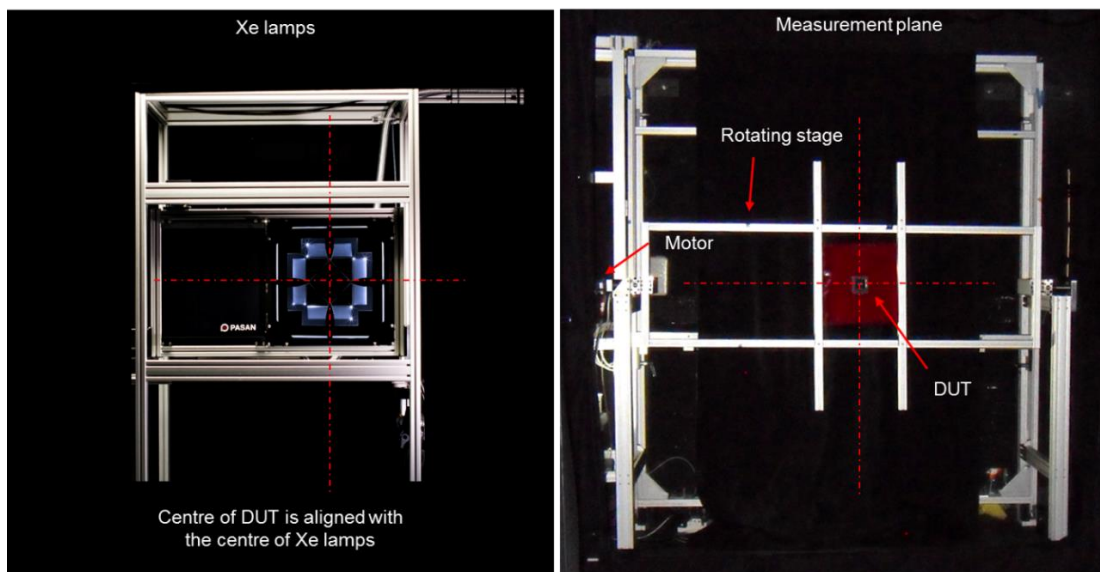 Xe lamps
PASAN
Centre of DUT is aligned with
the centre of Xe lamps
Measurement plane
Rotating stage
Motor
DUT